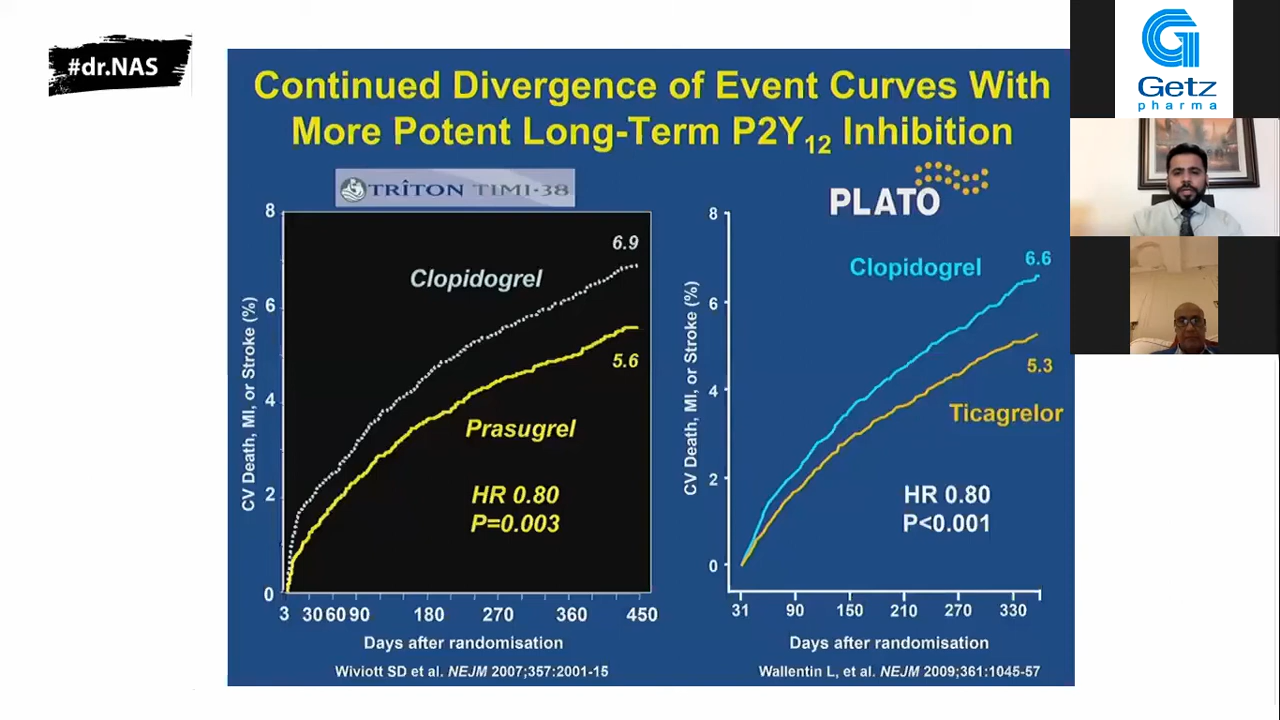 #dr.NAS
Getz
pharma
Continued Divergence of Event Curves With
More Potent Long-Term P2Y12 Inhibition
TRITON TIMI-38
8
6
4
2
0
CV Death, MI, or Stroke (%)
6.9
Clopidogrel
5.6
Prasugrel
HR 0.80
P=0.003
3 30 60 90 180 270 360 450
Days after randomisation
Wiviott SD et al. NEJM 2007;357:2001-15
PLATO
8
6
4
2
0
CV Death, MI, or Stroke (%)
6.6
Clopidogrel
5.3
Ticagrelor
HR 0.80
P<0.001
31 90 150 210 270 330
Days after randomisation
Wallentin L, et al. NEJM 2009;361:1045-57